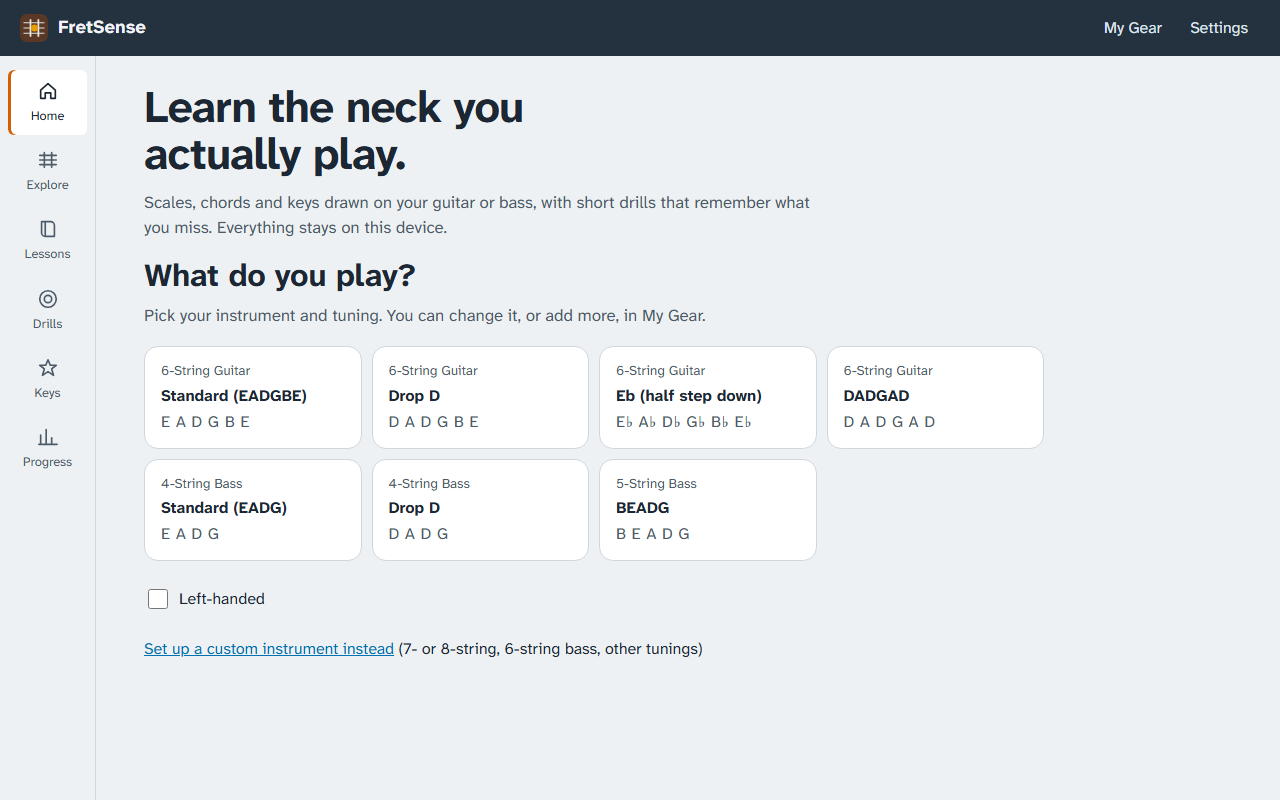 FretSense
My Gear
Settings
Home
Explore
Lessons
Drills
Keys
Progress
Learn the neck you
actually play.
Scales, chords and keys drawn on your guitar or bass, with short drills that remember what
you miss. Everything stays on this device.
What do you play?
Pick your instrument and tuning. You can change it, or add more, in My Gear.
6-String Guitar
Standard (EADGBE)
E A D G B E
6-String Guitar
Drop D
D A D G B E
6-String Guitar
Eb (half step down)
E♭ A♭ D♭ G♭ B♭ E♭
6-String Guitar
DADGAD
D A D G A D
4-String Bass
Standard (EADG)
E A D G
4-String Bass
Drop D
D A D G
5-String Bass
BEADG
B E A D G
Left-handed
Set up a custom instrument instead (7- or 8-string, 6-string bass, other tunings)